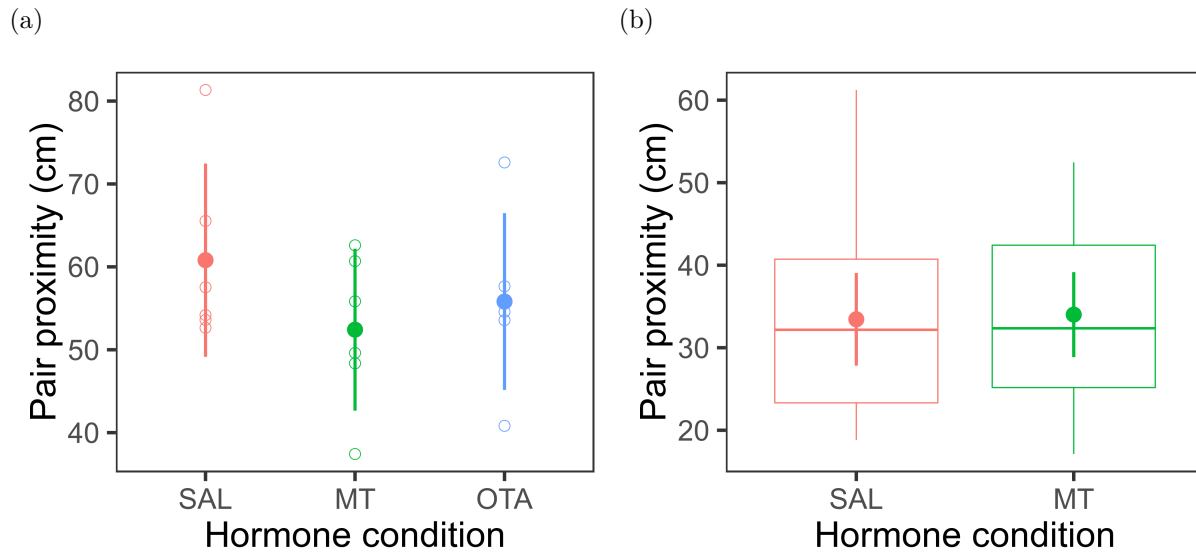 (a)
Pair proximity (cm)
80
70
60
50
40
SAL MT OTA
Hormone condition
(b)
Pair proximity (cm)
60
50
40
30
20
SAL MT
Hormone condition